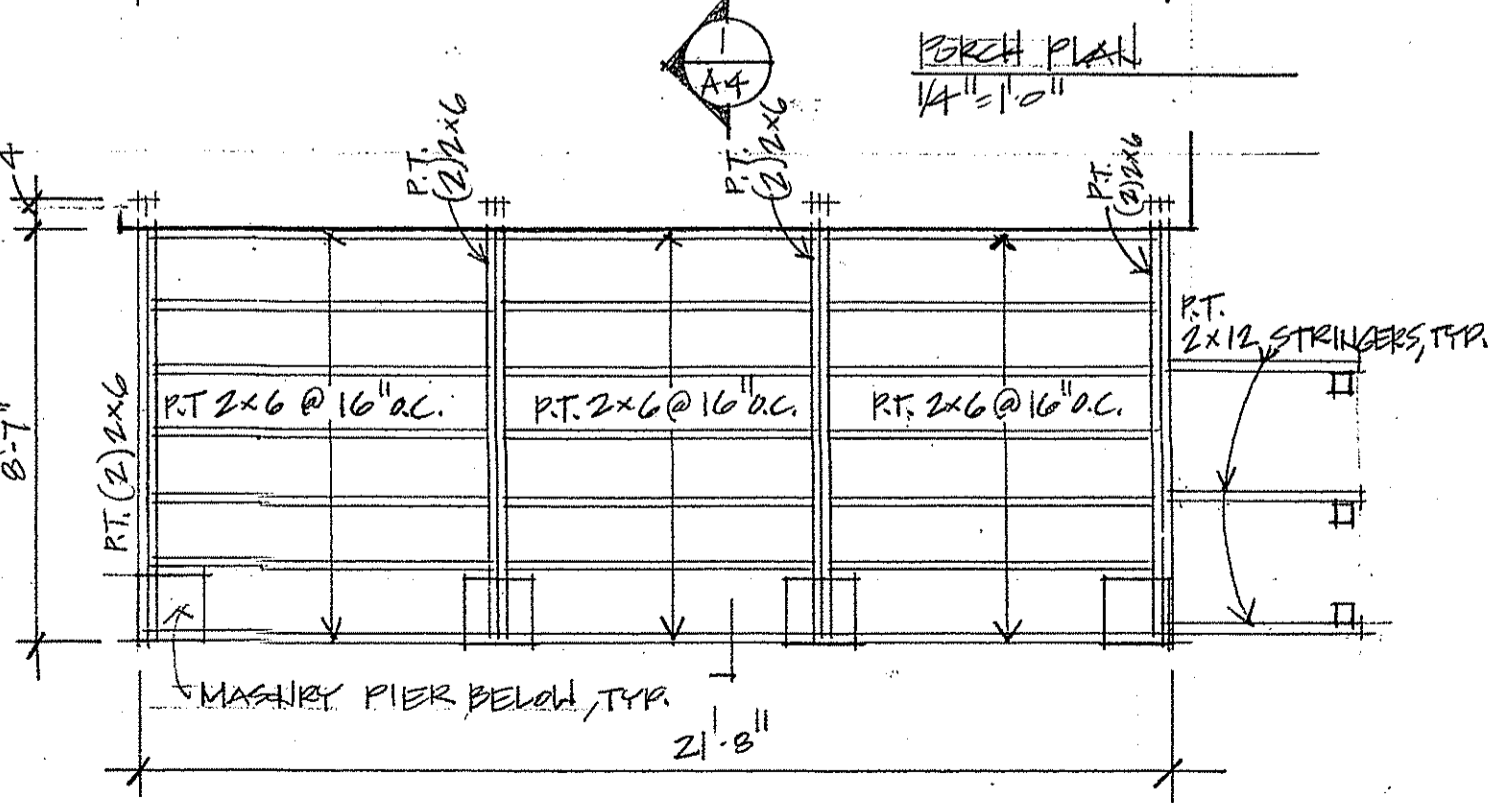 1
A4
PORCH PLAN
1/4"=1'-0"
4
P.T.
(2) 2x6
P.T.
(2) 2x6
P.T.
(2) 2x6
P.T.
2x12 STRINGERS, TYP.
8'-7"
P.T. (2) 2x6
P.T 2x6 @ 16" O.C.
P.T. 2x6 @ 16" O.C.
P.T. 2x6 @ 16" O.C.
MASNRY PIER BELOW, TYP.
21'-8"